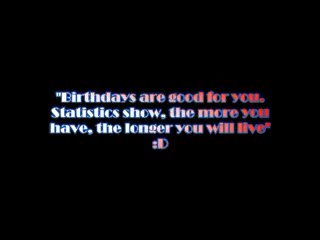 "Birthdays are good for you.
Statistics show, the more you
have, the longer you will live"
:D